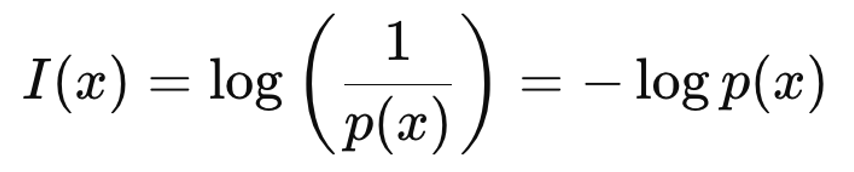 I(x) = log(1/p(x)) = − log p(x)